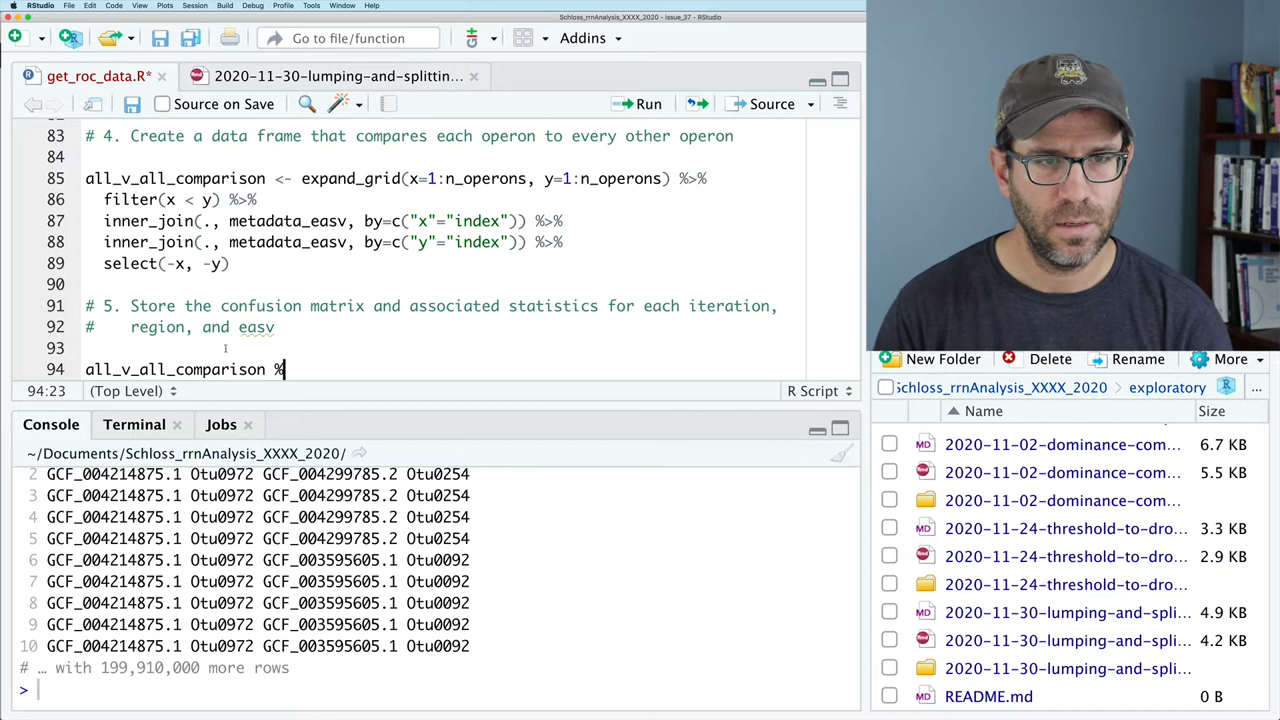 RStudio File Edit Code View Plots Session Build Debug Profile Tools Window Help
Schloss_rrnAnalysis_XXXX_2020 - issue_37 - RStudio
Go to file/function Addins
get_roc_data.R* 2020-11-30-lumping-and-splittin...
Source on Save Run Source
83 # 4. Create a data frame that compares each operon to every other operon
84
85 all_v_all_comparison <- expand_grid(x=1:n_operons, y=1:n_operons) %>%
86 filter(x < y) %>%
87 inner_join(., metadata_easv, by=c("x"="index")) %>%
88 inner_join(., metadata_easv, by=c("y"="index")) %>%
89 select(-x, -y)
90
91 # 5. Store the confusion matrix and associated statistics for each iteration,
92 # region, and easv
93
94 all_v_all_comparison %
94:23 (Top Level) R Script
Console Terminal Jobs
~/Documents/Schloss_rrnAnalysis_XXXX_2020/
2 GCF_004214875.1 Otu0972 GCF_004299785.2 Otu0254
3 GCF_004214875.1 Otu0972 GCF_004299785.2 Otu0254
4 GCF_004214875.1 Otu0972 GCF_004299785.2 Otu0254
5 GCF_004214875.1 Otu0972 GCF_004299785.2 Otu0254
6 GCF_004214875.1 Otu0972 GCF_003595605.1 Otu0092
7 GCF_004214875.1 Otu0972 GCF_003595605.1 Otu0092
8 GCF_004214875.1 Otu0972 GCF_003595605.1 Otu0092
9 GCF_004214875.1 Otu0972 GCF_003595605.1 Otu0092
10 GCF_004214875.1 Otu0972 GCF_003595605.1 Otu0092
# … with 199,910,000 more rows
>
New Folder Delete Rename More
Schloss_rrnAnalysis_XXXX_2020 > exploratory ...
Name Size
2020-11-02-dominance-com... 6.7 KB
2020-11-02-dominance-com... 5.5 KB
2020-11-02-dominance-com...
2020-11-24-threshold-to-dro... 3.3 KB
2020-11-24-threshold-to-dro... 2.9 KB
2020-11-24-threshold-to-dro...
2020-11-30-lumping-and-spli... 4.9 KB
2020-11-30-lumping-and-spli... 4.2 KB
2020-11-30-lumping-and-spli...
README.md 0 B